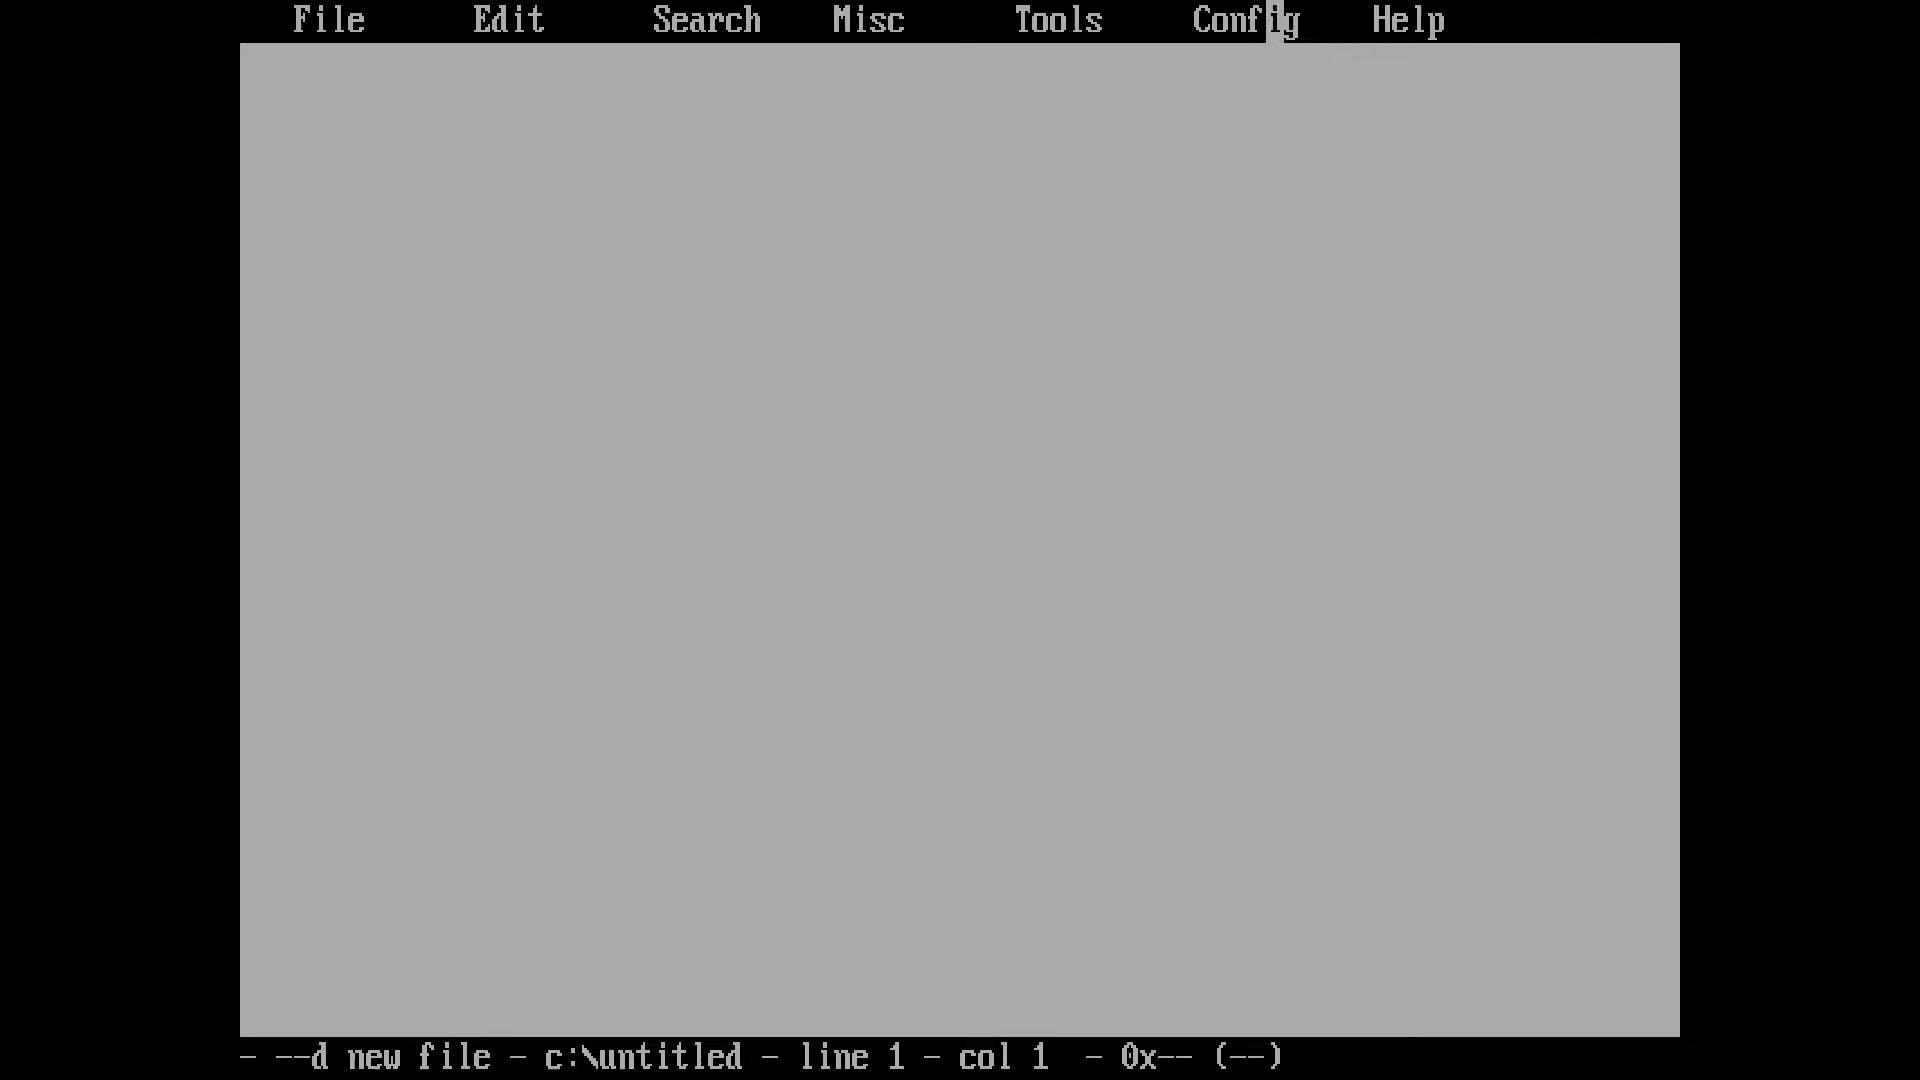 File Edit Search Misc Tools Config Help
- --d new file - c:\untitled - line 1 - col 1 - 0x-- (--)